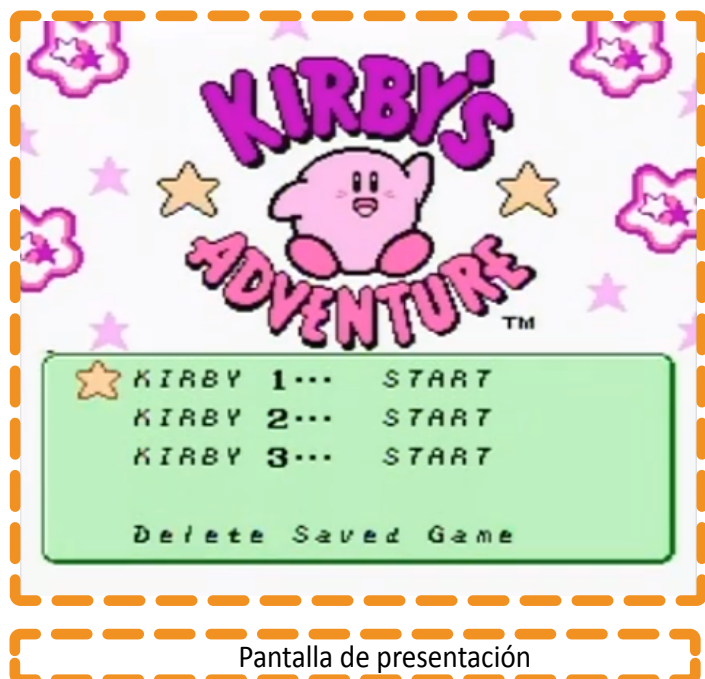 KIRBY'S
ADVENTURE
TM
KIRBY 1... START
KIRBY 2... START
KIRBY 3... START
Delete Saved Game
Pantalla de presentación